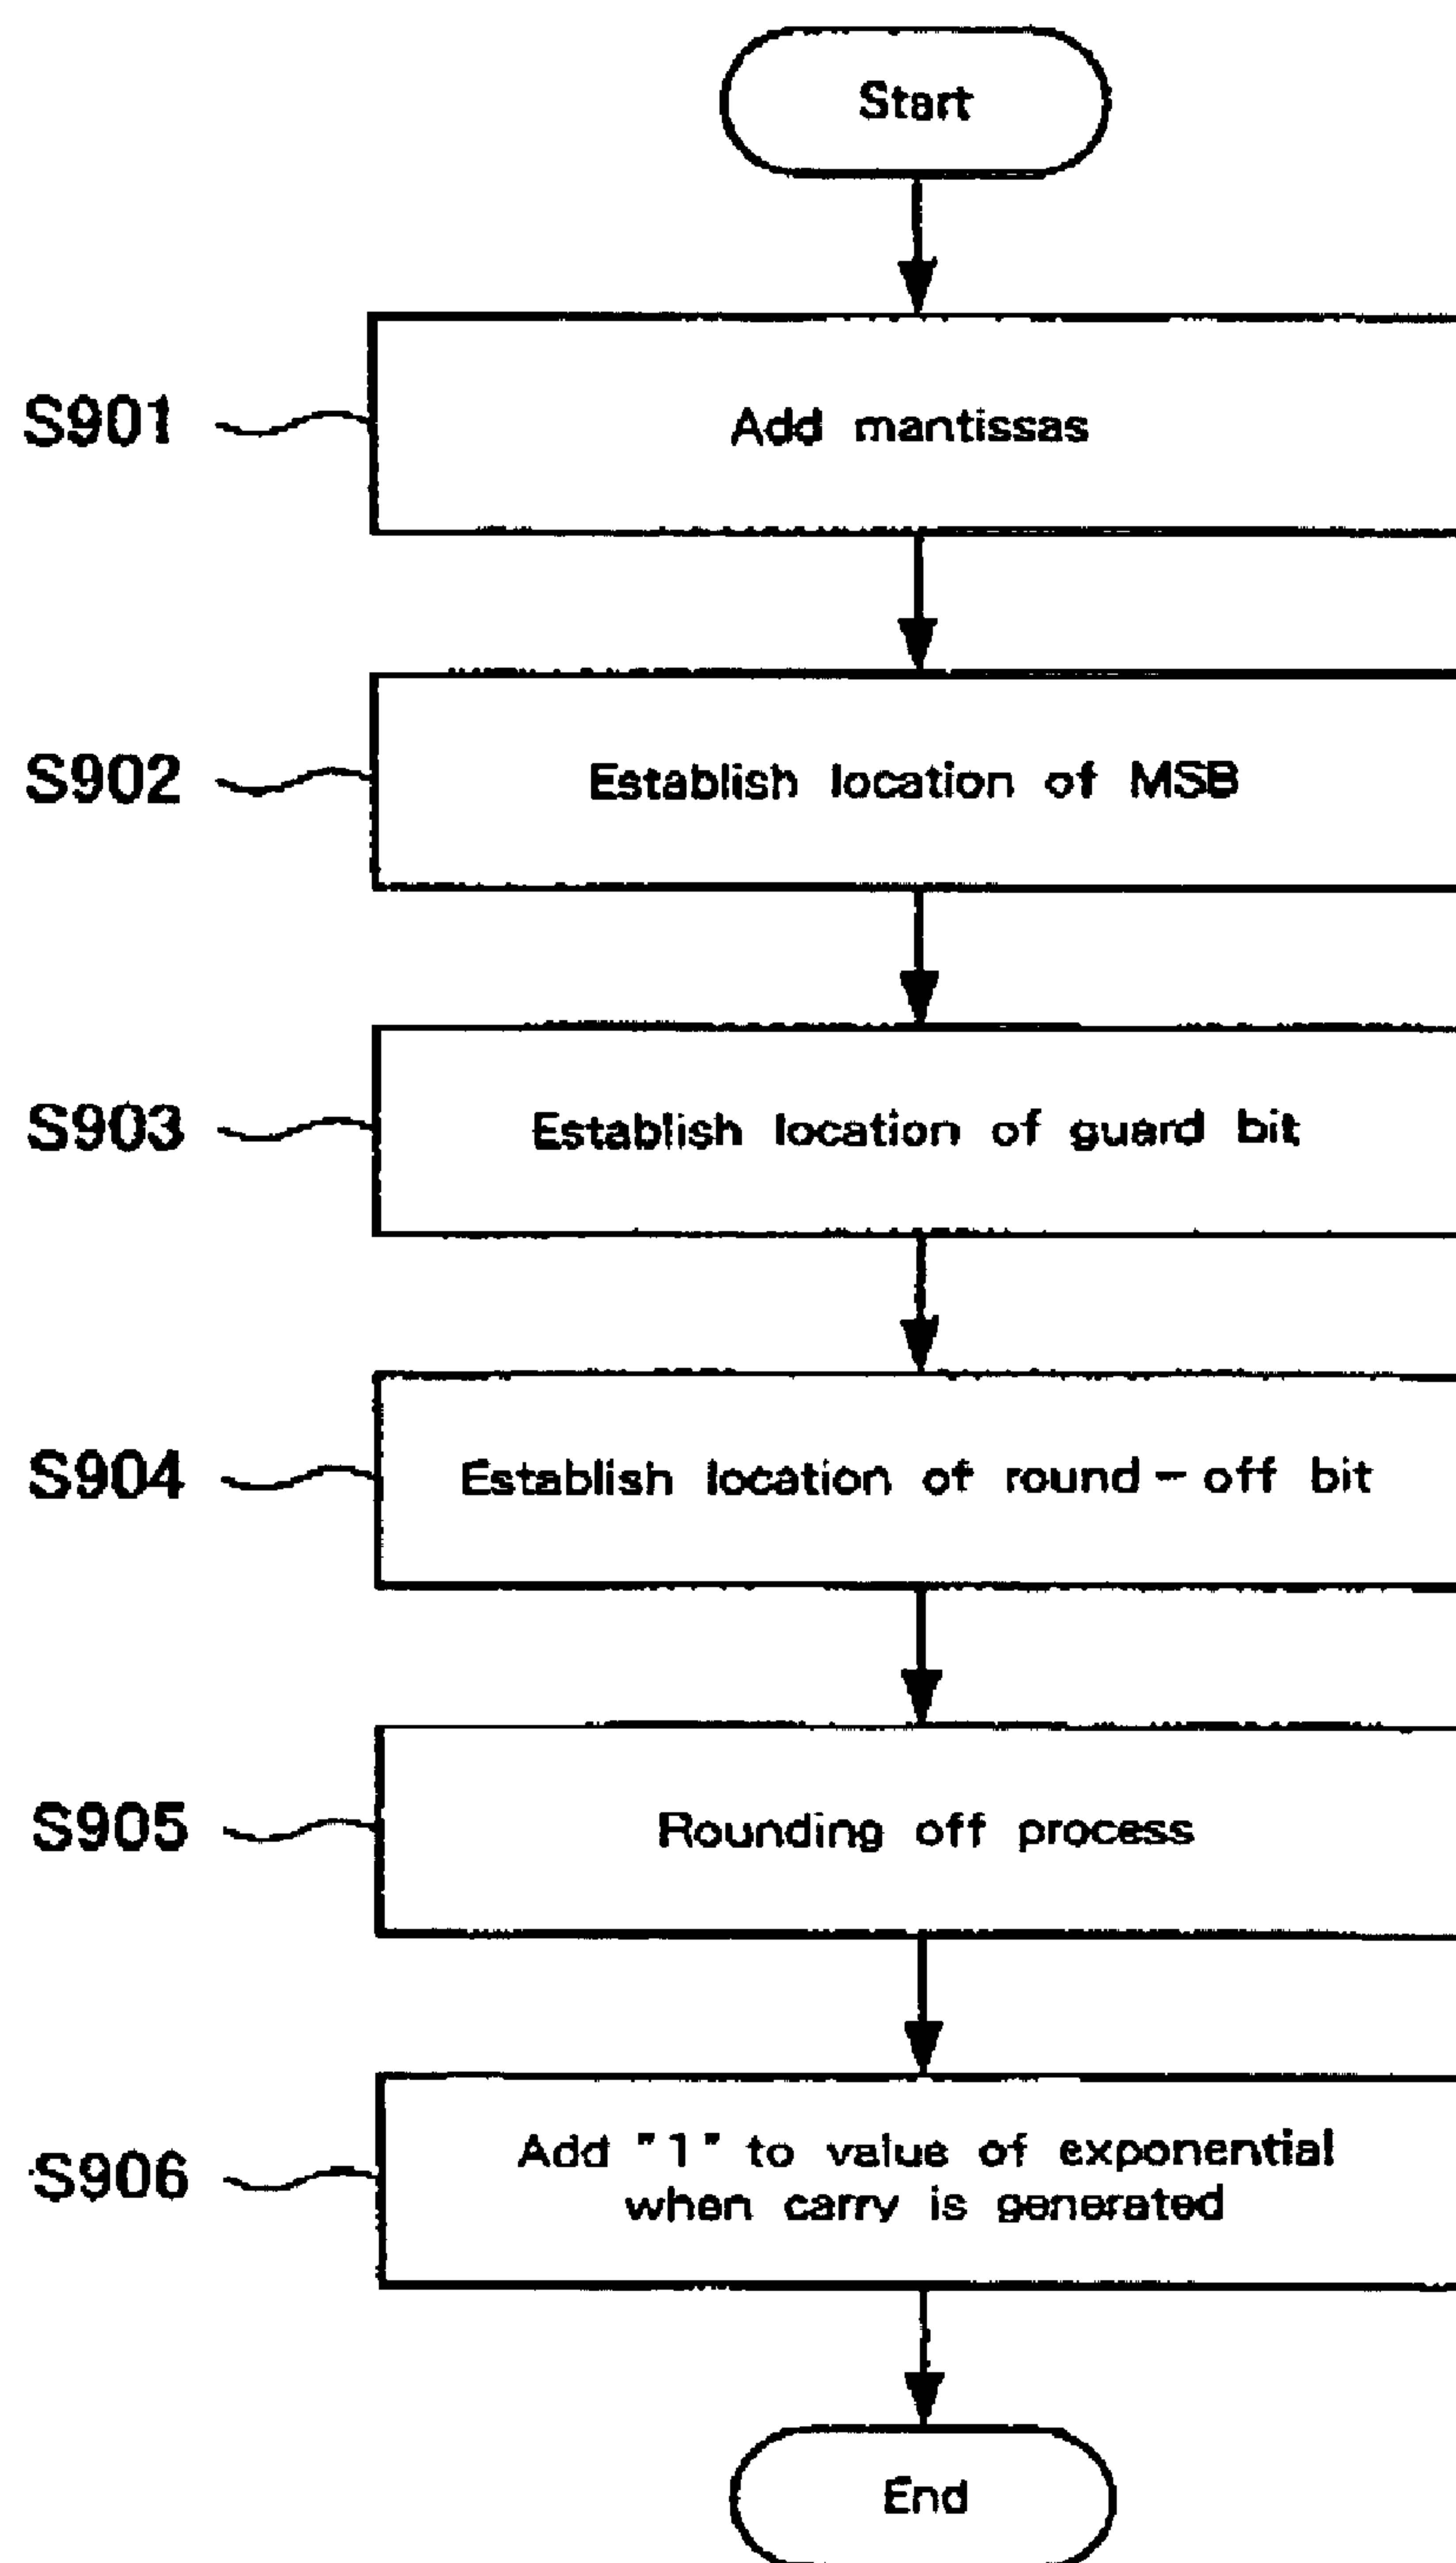 Start
S901
Add mantissas
S902
Establish location of MSB
S903
Establish location of guard bit
S904
Establish location of round-off bit
S905
Rounding off process
S906
Add "1" to value of exponential
when carry is generated
End